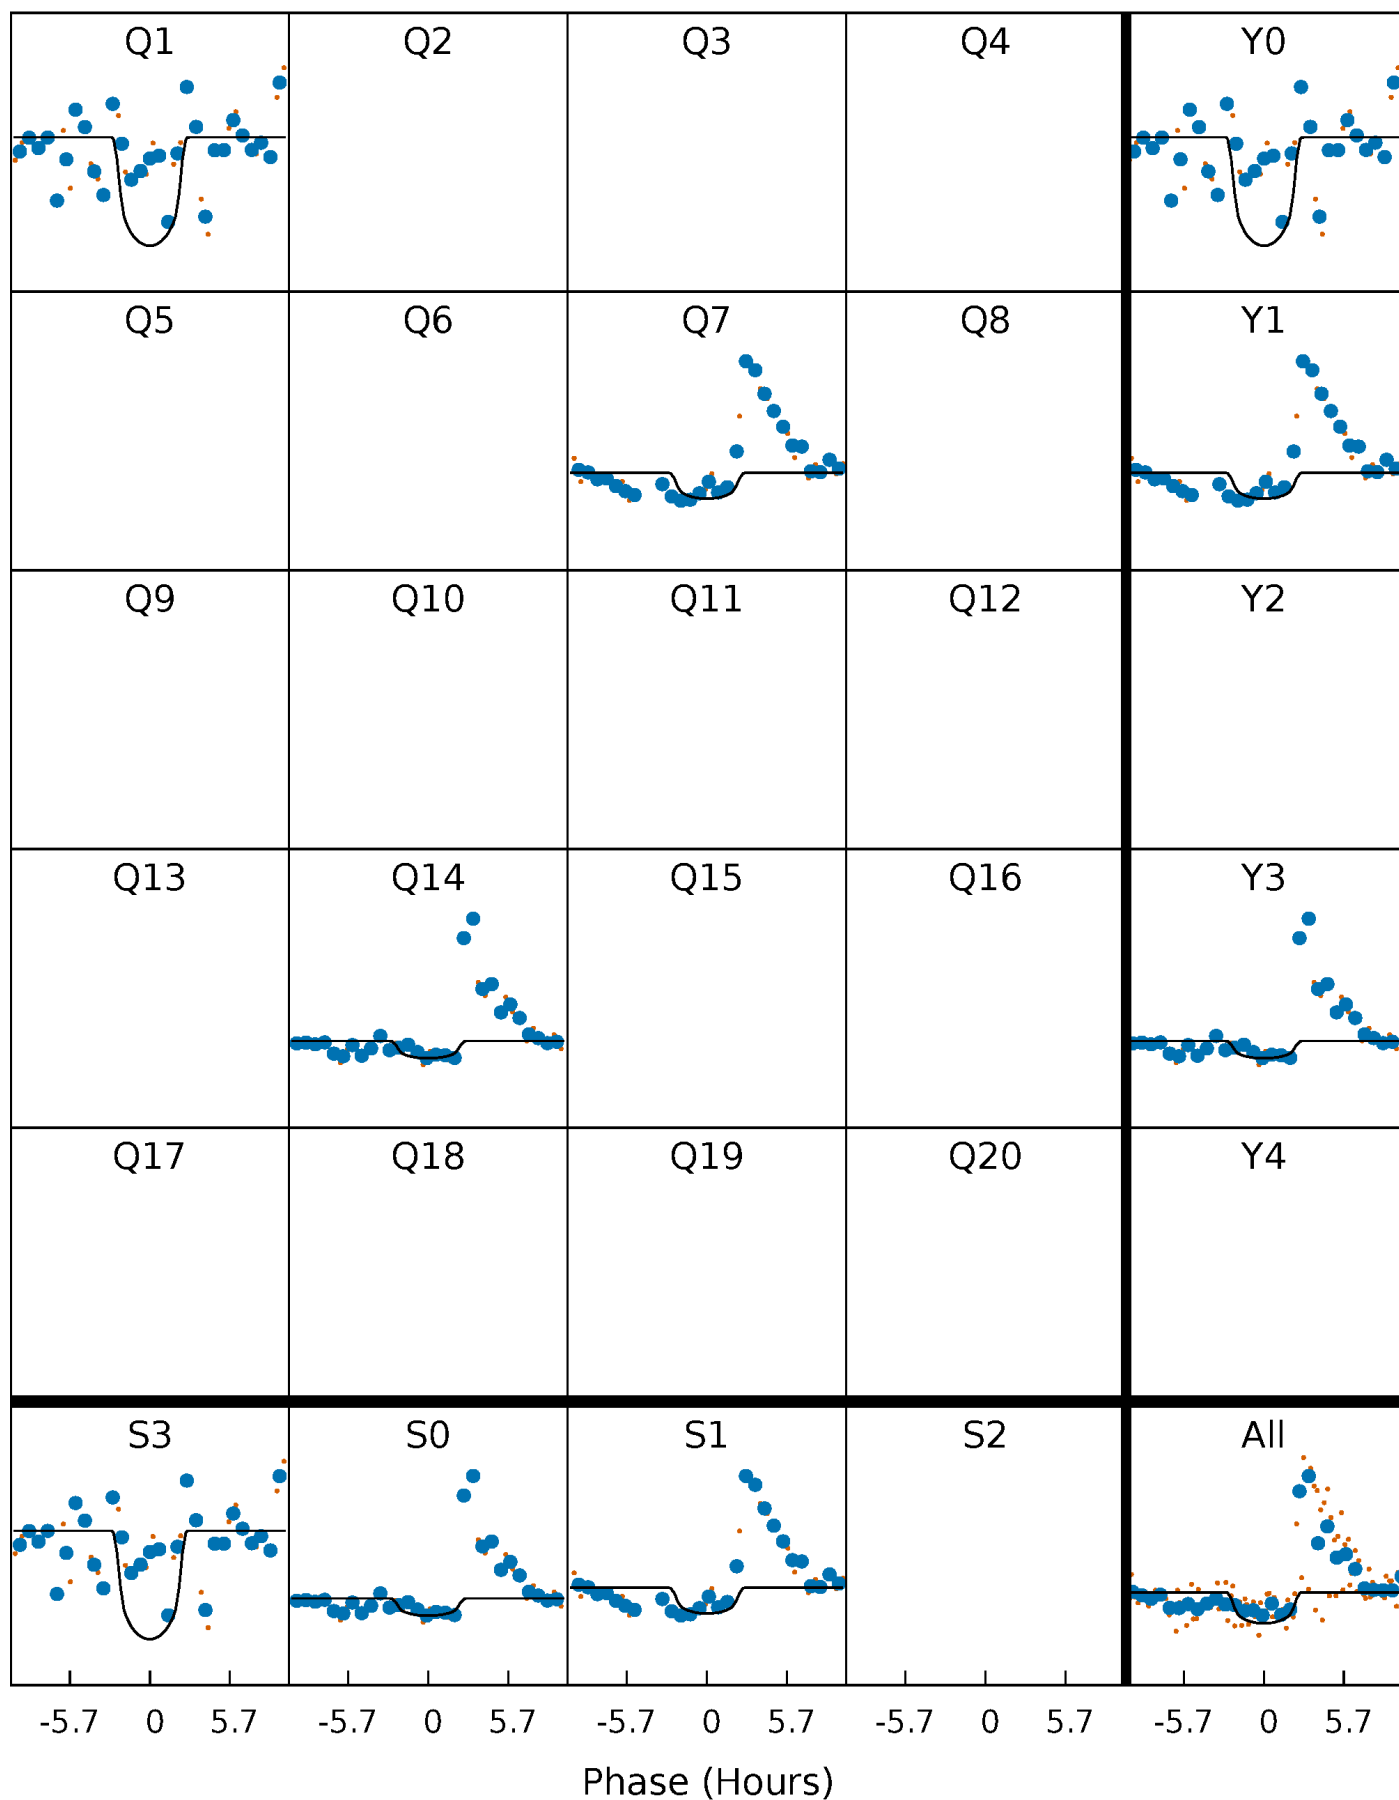 Q1 Q2 Q3 Q4 Y0
Q5 Q6 Q7 Q8 Y1
Q9 Q10 Q11 Q12 Y2
Q13 Q14 Q15 Q16 Y3
Q17 Q18 Q19 Q20 Y4
S3 S0 S1 S2 All
-5.7 0 5.7 -5.7 0 5.7 -5.7 0 5.7 -5.7 0 5.7 -5.7 0 5.7
Phase (Hours)